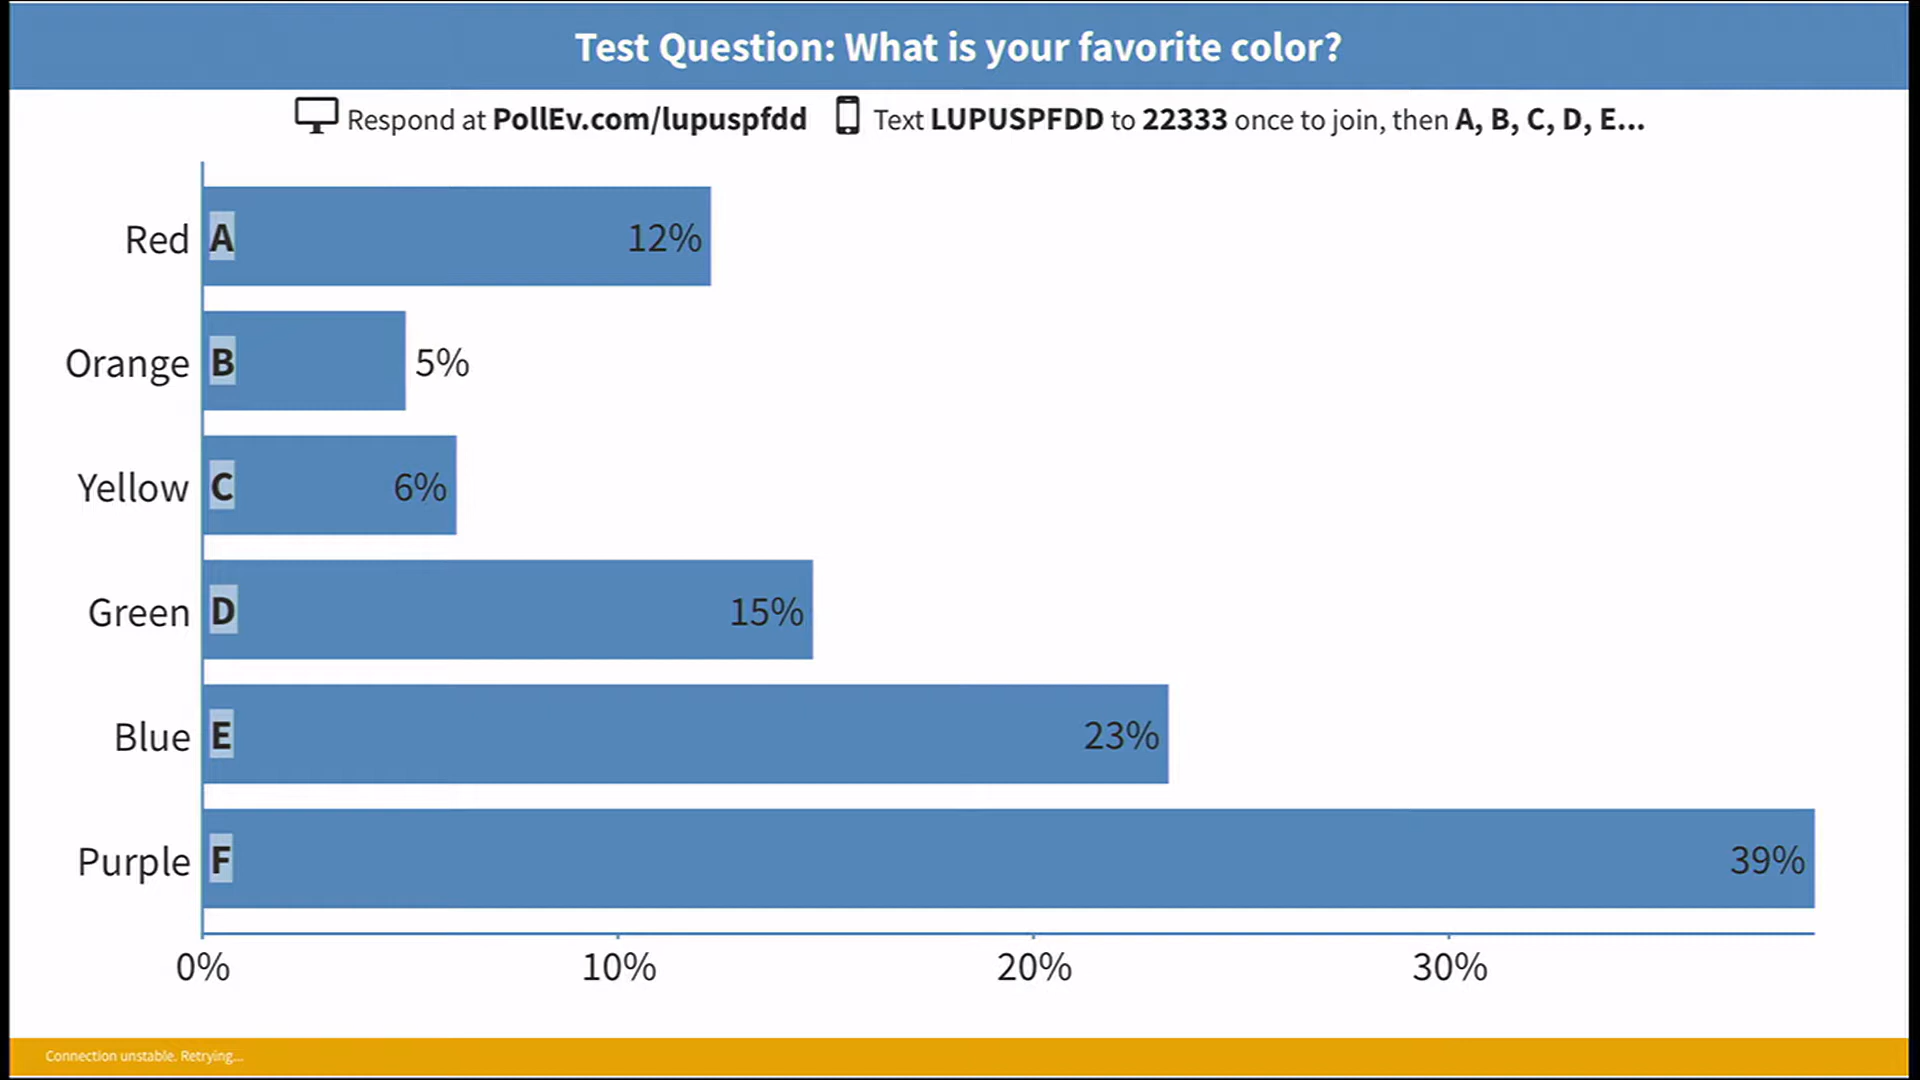 Test Question: What is your favorite color?
Respond at PollEv.com/lupuspfdd Text LUPUSPFDD to 22333 once to join, then A, B, C, D, E...
Red A 12%
Orange B 5%
Yellow C 6%
Green D 15%
Blue E 23%
Purple F 39%
0% 10% 20% 30%
Connection unstable. Retrying...